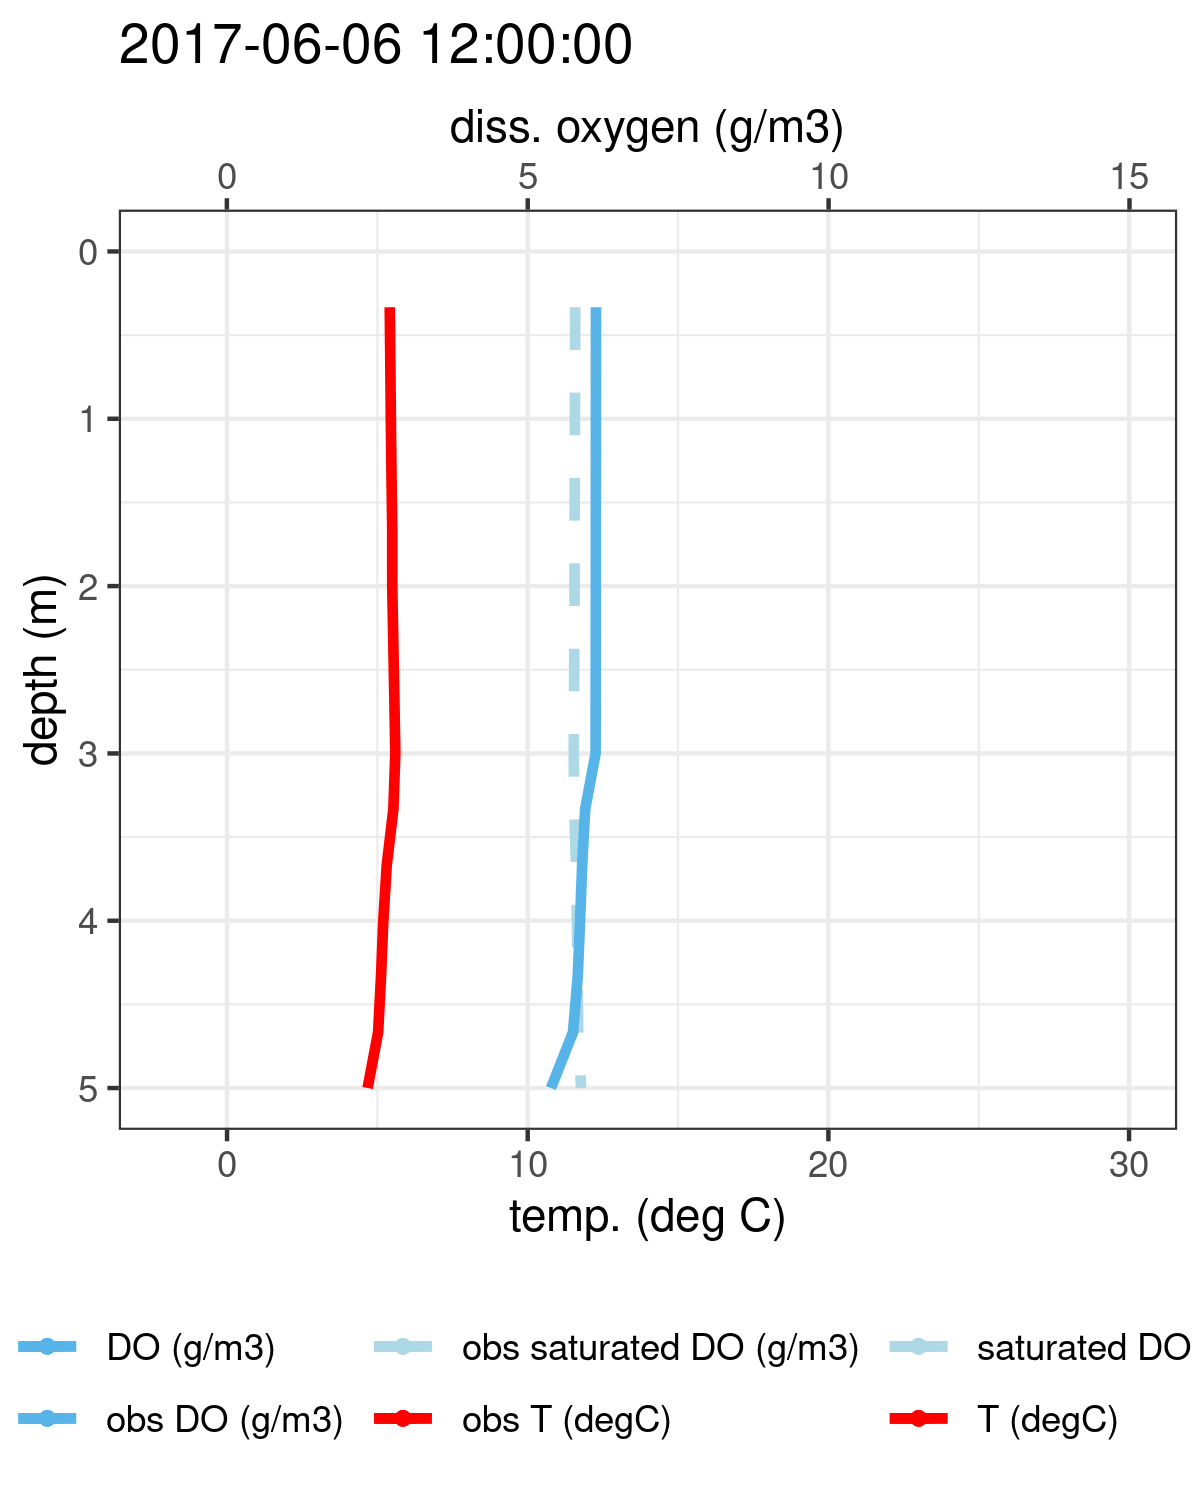 2017-06-06 12:00:00
diss. oxygen (g/m3)
0 5 10 15
0
1
2
3
4
5
depth (m)
0 10 20 30
temp. (deg C)
DO (g/m3) obs saturated DO (g/m3) saturated DO
obs DO (g/m3) obs T (degC) T (degC)